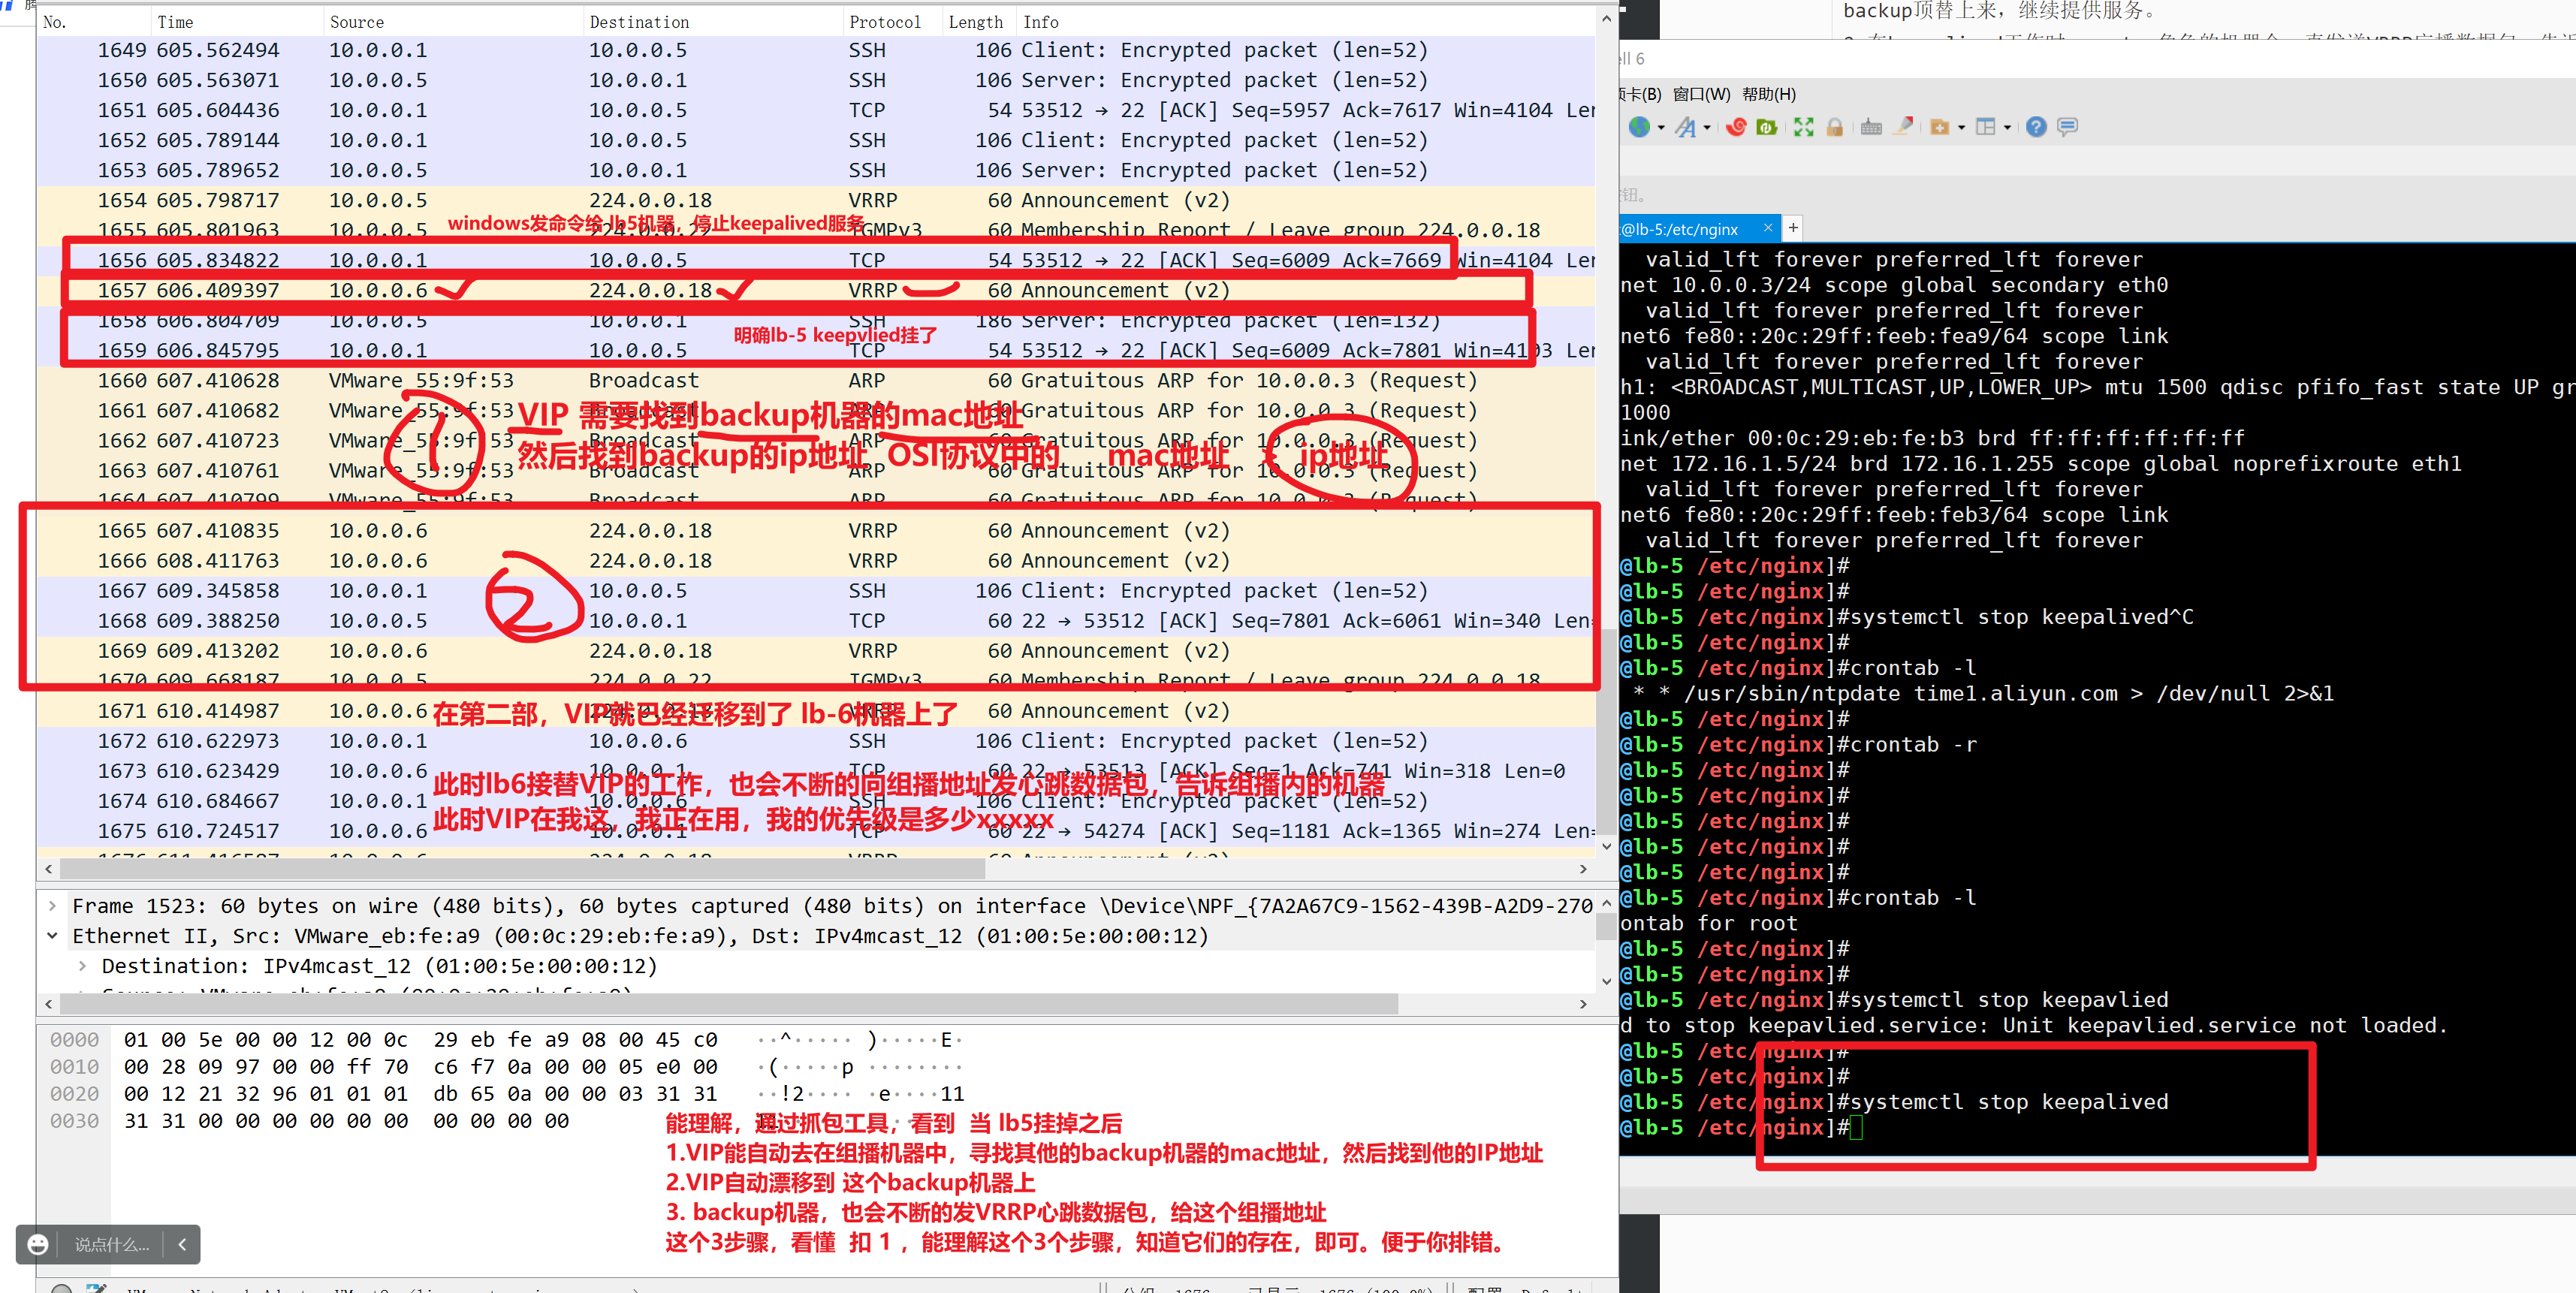 No. Time Source Destination Protocol Length Info
1649 605.562494 10.0.0.1 10.0.0.5 SSH 106 Client: Encrypted packet (len=52)
1650 605.563071 10.0.0.5 10.0.0.1 SSH 106 Server: Encrypted packet (len=52)
1651 605.604436 10.0.0.1 10.0.0.5 TCP 54 53512 → 22 [ACK] Seq=5957 Ack=7617 Win=4104 Len
1652 605.789144 10.0.0.1 10.0.0.5 SSH 106 Client: Encrypted packet (len=52)
1653 605.789652 10.0.0.5 10.0.0.1 SSH 106 Server: Encrypted packet (len=52)
1654 605.798717 10.0.0.5 224.0.0.18 VRRP 60 Announcement (v2)
windows发命令给 lb5机器，停止keepalived服务
1655 605.801963 10.0.0.5 224.0.0.22 IGMPv3 60 Membership Report / Leave group 224.0.0.18
1656 605.834822 10.0.0.1 10.0.0.5 TCP 54 53512 → 22 [ACK] Seq=6009 Ack=7669 Win=4104 Len
1657 606.409397 10.0.0.6 224.0.0.18 VRRP 60 Announcement (v2)
1658 606.804709 10.0.0.5 10.0.0.1 SSH 186 Server: Encrypted packet (len=132)
明确lb-5 keepvlied挂了
1659 606.845795 10.0.0.1 10.0.0.5 TCP 54 53512 → 22 [ACK] Seq=6009 Ack=7801 Win=4103 Len
1660 607.410628 VMware_55:9f:53 Broadcast ARP 60 Gratuitous ARP for 10.0.0.3 (Request)
1661 607.410682 VMware_55:9f:53 Broadcast ARP 60 Gratuitous ARP for 10.0.0.3 (Request)
①
VIP 需要找到backup机器的mac地址
1662 607.410723 VMware_55:9f:53 Broadcast ARP 60 Gratuitous ARP for 10.0.0.3 (Request)
然后找到backup的ip地址 OSI协议中的 mac地址 ip地址
1663 607.410761 VMware_55:9f:53 60 Gratuitous ARP for 10.0.0.3 (Request)
1664 607.410799 VMware_55:9f:53 Broadcast ARP 60 Gratuitous ARP for 10.0.0.3 (Request)
1665 607.410835 10.0.0.6 224.0.0.18 VRRP 60 Announcement (v2)
1666 608.411763 10.0.0.6 224.0.0.18 VRRP 60 Announcement (v2)
②
1667 609.345858 10.0.0.1 10.0.0.5 SSH 106 Client: Encrypted packet (len=52)
1668 609.388250 10.0.0.5 10.0.0.1 TCP 60 22 → 53512 [ACK] Seq=7801 Ack=6061 Win=340 Len=
1669 609.413202 10.0.0.6 224.0.0.18 VRRP 60 Announcement (v2)
1670 609.668187 10.0.0.5 224.0.0.22 IGMPv3 60 Membership Report / Leave group 224.0.0.18
1671 610.414987 10.0.0.6 224.0.0.18 VRRP 60 Announcement (v2)
在第二部，VIP就已经迁移到了 lb-6机器上了
1672 610.622973 10.0.0.1 10.0.0.6 SSH 106 Client: Encrypted packet (len=52)
1673 610.623429 10.0.0.6 10.0.0.1 TCP 60 22 → 53513 [ACK] Seq=1 Ack=741 Win=318 Len=0
此时lb6接替VIP的工作，也会不断的向组播地址发心跳数据包，告诉组播内的机器
1674 610.684667 10.0.0.1 10.0.0.6 SSH 106 Client: Encrypted packet (len=52)
此时VIP在我这，我正在用，我的优先级是多少xxxxx
1675 610.724517 10.0.0.6 10.0.0.1 TCP 60 22 → 54274 [ACK] Seq=1181 Ack=1365 Win=274 Len=
1676 611.416587 10.0.0.6 224.0.0.18 VRRP 60 Announcement (v2)
Frame 1523: 60 bytes on wire (480 bits), 60 bytes captured (480 bits) on interface \Device\NPF_{7A2A67C9-1562-439B-A2D9-270
Ethernet II, Src: VMware_eb:fe:a9 (00:0c:29:eb:fe:a9), Dst: IPv4mcast_12 (01:00:5e:00:00:12)
Destination: IPv4mcast_12 (01:00:5e:00:00:12)
Source: VMware_eb:fe:a9 (00:0c:29:eb:fe:a9)
0000 01 00 5e 00 00 12 00 0c 29 eb fe a9 08 00 45 c0 ··^····· )·····E·
0010 00 28 09 97 00 00 ff 70 c6 f7 0a 00 00 05 e0 00 ·(·····p ········
0020 00 12 21 32 96 01 01 01 db 65 0a 00 00 03 31 31 ··!2···· ·e····11
0030 31 31 00 00 00 00 00 00 00 00 00 00
能理解，通过抓包工具，看到 当 lb5挂掉之后
1.VIP能自动去在组播机器中，寻找其他的backup机器的mac地址，然后找到他的IP地址
2.VIP自动漂移到 这个backup机器上
3. backup机器，也会不断的发VRRP心跳数据包，给这个组播地址
这个3步骤，看懂 扣 1 ，能理解这个3个步骤，知道它们的存在，即可。便于你排错。
说点什么...
backup顶替上来，继续提供服务。
ell 6
项卡(B) 窗口(W) 帮助(H)
钮。
@lb-5:/etc/nginx × +
valid_lft forever preferred_lft forever
net 10.0.0.3/24 scope global secondary eth0
valid_lft forever preferred_lft forever
net6 fe80::20c:29ff:feeb:fea9/64 scope link
valid_lft forever preferred_lft forever
h1: <BROADCAST,MULTICAST,UP,LOWER_UP> mtu 1500 qdisc pfifo_fast state UP gr
1000
ink/ether 00:0c:29:eb:fe:b3 brd ff:ff:ff:ff:ff:ff
net 172.16.1.5/24 brd 172.16.1.255 scope global noprefixroute eth1
valid_lft forever preferred_lft forever
net6 fe80::20c:29ff:feeb:feb3/64 scope link
valid_lft forever preferred_lft forever
@lb-5 /etc/nginx]#
@lb-5 /etc/nginx]#
@lb-5 /etc/nginx]#systemctl stop keepalived^C
@lb-5 /etc/nginx]#
@lb-5 /etc/nginx]#crontab -l
* * /usr/sbin/ntpdate time1.aliyun.com > /dev/null 2>&1
@lb-5 /etc/nginx]#
@lb-5 /etc/nginx]#crontab -r
@lb-5 /etc/nginx]#
@lb-5 /etc/nginx]#
@lb-5 /etc/nginx]#
@lb-5 /etc/nginx]#
@lb-5 /etc/nginx]#
@lb-5 /etc/nginx]#crontab -l
ontab for root
@lb-5 /etc/nginx]#
@lb-5 /etc/nginx]#
@lb-5 /etc/nginx]#systemctl stop keepavlied
d to stop keepavlied.service: Unit keepavlied.service not loaded.
@lb-5 /etc/nginx]#
@lb-5 /etc/nginx]#
@lb-5 /etc/nginx]#systemctl stop keepalived
@lb-5 /etc/nginx]#